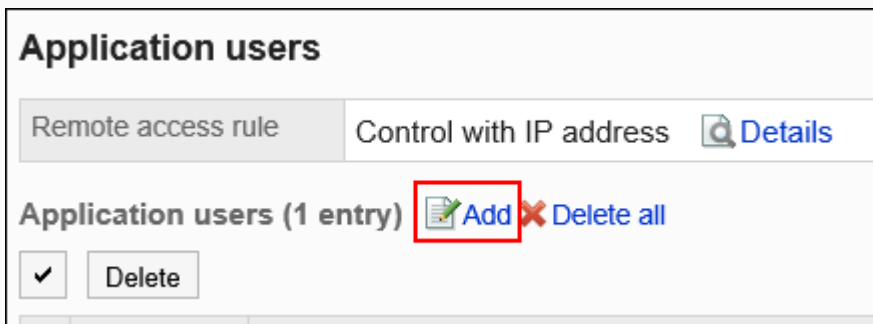 Application users
Remote access rule
Control with IP address Details
Application users (1 entry) Add Delete all
Delete